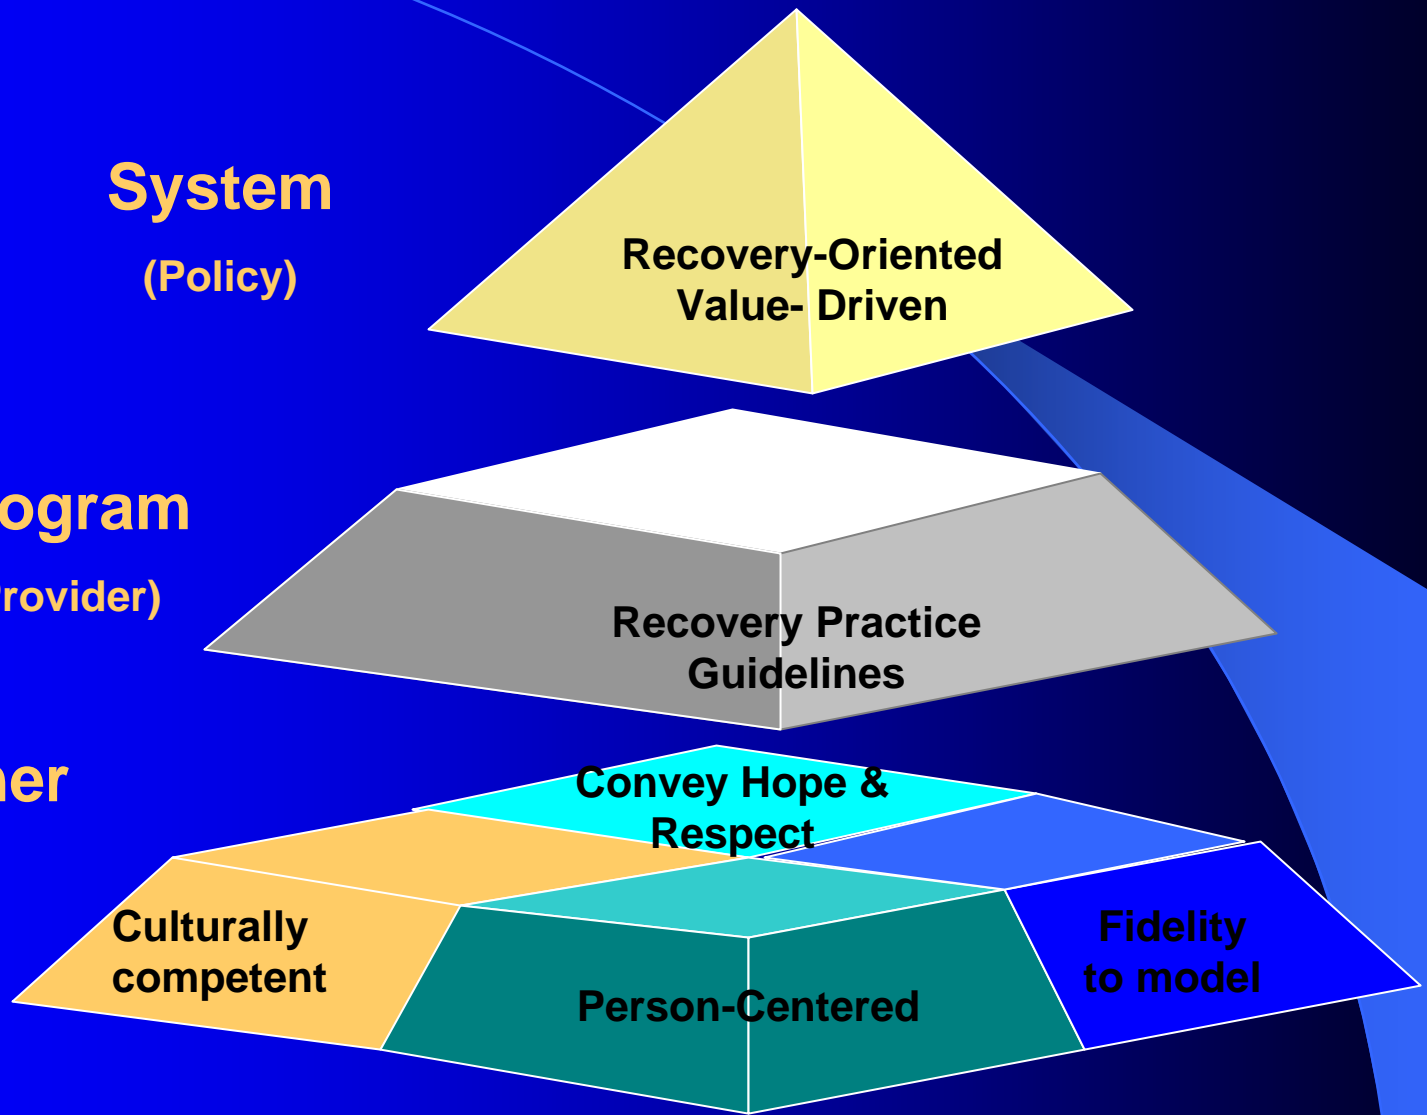 System
(Policy)
Recovery-Oriented
Value- Driven
ogram
rovider)
Recovery Practice
Guidelines
er
Convey Hope &
Respect
Culturally
competent
Person-Centered
Fidelity
to model